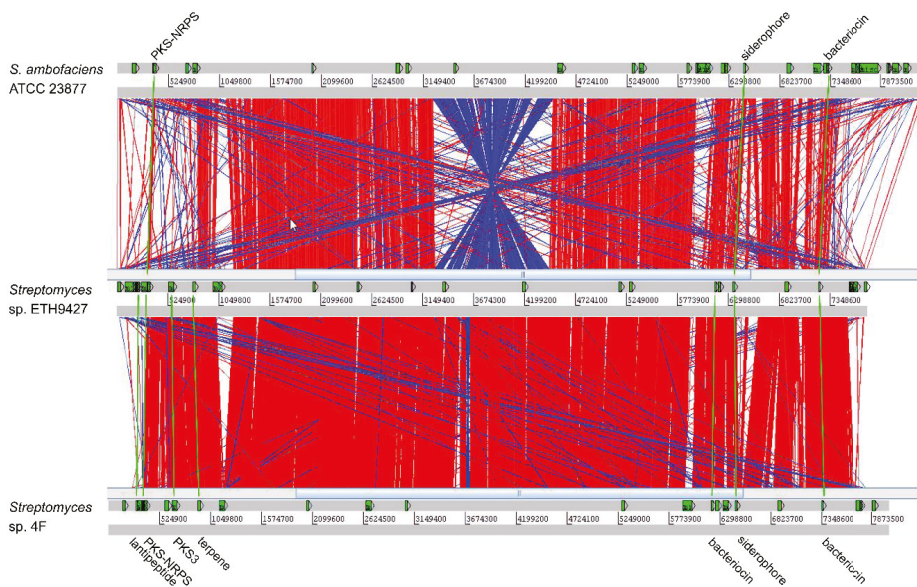 PKS-NRPS
siderophore
bacteriocin
S. ambofaciens
ATCC 23877
524900 1049800 1574700 2099600 2624500 3149400 3674300 4199200 4724100 5249000 5773900 6298800 6823700 7348600 7873500
Streptomyces
sp. ETH9427
524900 1049800 1574700 2099600 2624500 3149400 3674300 4199200 4724100 5249000 5773900 6298800 6823700 7348600
Streptomyces
sp. 4F
524900 1049800 1574700 2099600 2624500 3149400 3674300 4199200 4724100 5249000 5773900 6298800 6823700 7348600 7873500
lantipeptide
PKS-NRPS
PKS3
terpene
bacteriocin
siderophore
bacteriocin